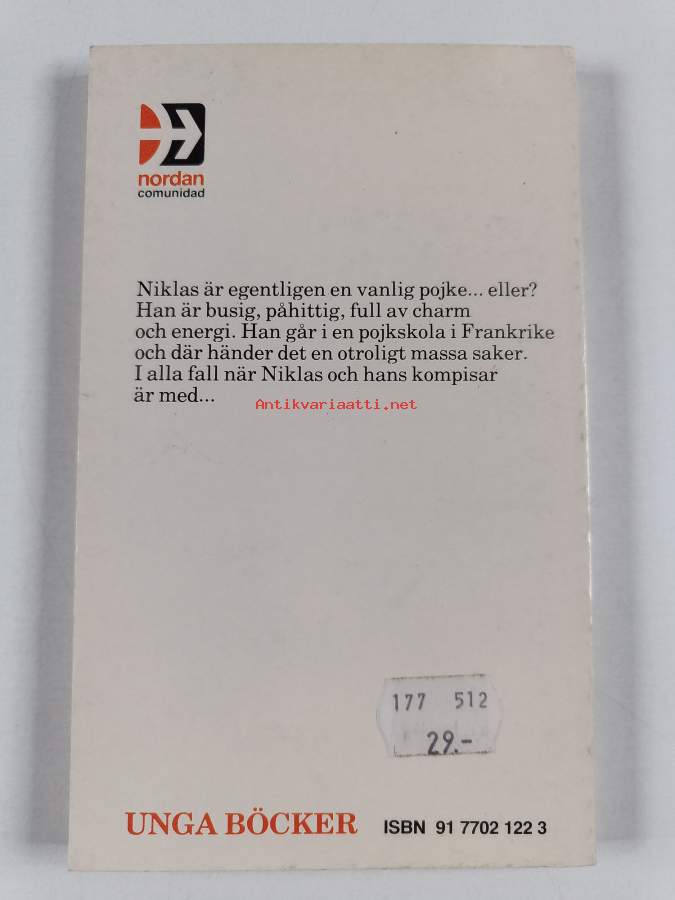 nordan
comunidad
Niklas är egentligen en vanlig pojke... eller?
Han är busig, påhittig, full av charm
och energi. Han går i en pojkskola i Frankrike
och där händer det en otroligt massa saker.
I alla fall när Niklas och hans kompisar
är med...
Antikvariaatti.net
177 512
29.-
UNGA BÖCKER ISBN 91 7702 122 3